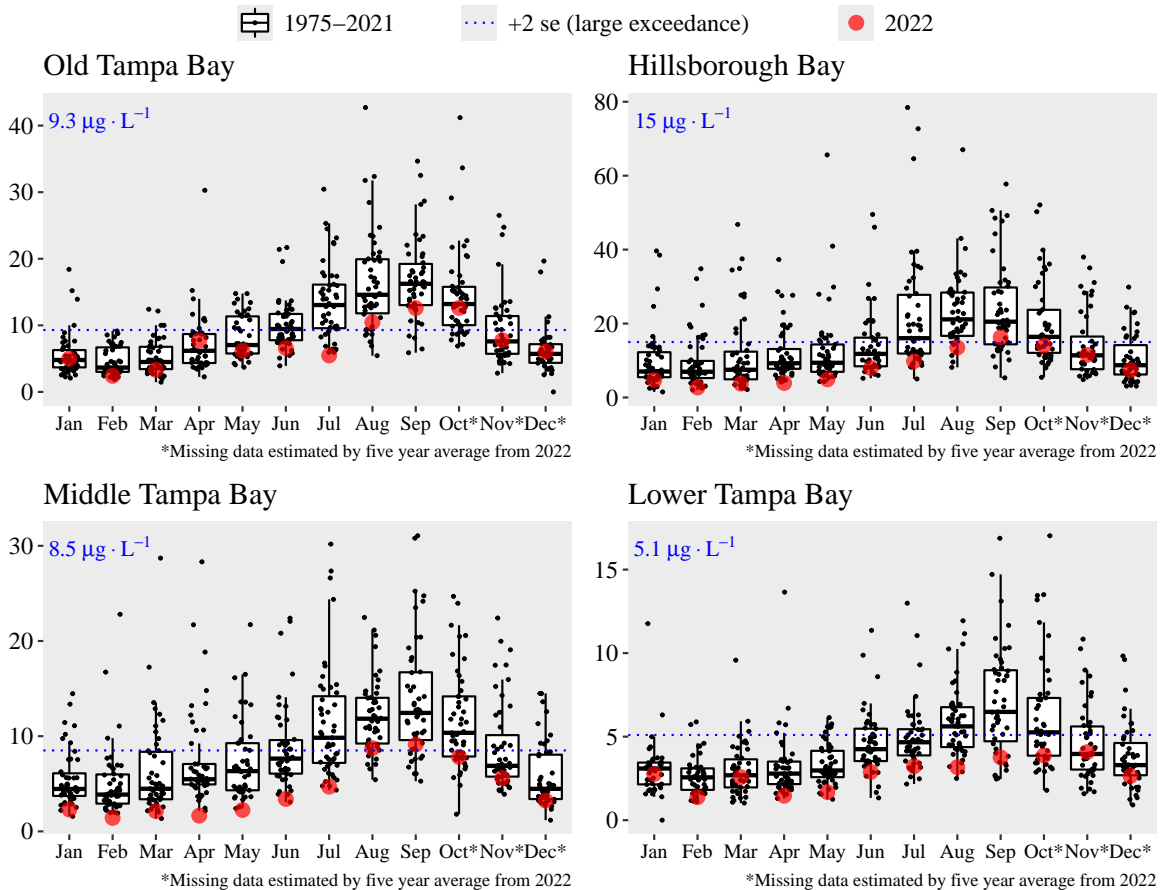 1975–2021 +2 se (large exceedance) 2022
Old Tampa Bay
9.3 μg · L⁻¹
40
30
20
10
0
Jan Feb Mar Apr May Jun Jul Aug Sep Oct* Nov* Dec*
*Missing data estimated by five year average from 2022
Hillsborough Bay
15 μg · L⁻¹
80
60
40
20
0
Jan Feb Mar Apr May Jun Jul Aug Sep Oct* Nov* Dec*
*Missing data estimated by five year average from 2022
Middle Tampa Bay
8.5 μg · L⁻¹
30
20
10
0
Jan Feb Mar Apr May Jun Jul Aug Sep Oct* Nov* Dec*
*Missing data estimated by five year average from 2022
Lower Tampa Bay
5.1 μg · L⁻¹
15
10
5
0
Jan Feb Mar Apr May Jun Jul Aug Sep Oct* Nov* Dec*
*Missing data estimated by five year average from 2022